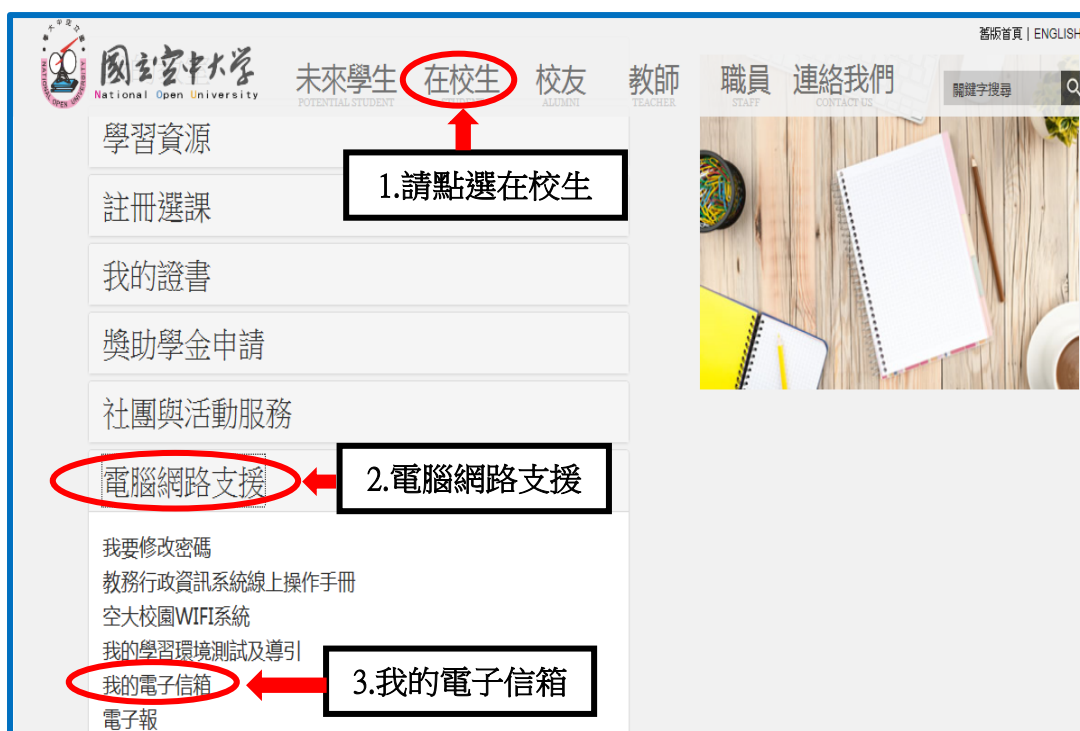 舊版首頁 | ENGLISH
國立空中大學
National Open University
未來學生 在校生 校友 教師 職員 連絡我們
POTENTIAL STUDENT ALUMNI TEACHER STAFF CONTACT US
關鍵字搜尋
學習資源
1.請點選在校生
註冊選課
我的證書
獎助學金申請
社團與活動服務
電腦網路支援
2.電腦網路支援
我要修改密碼
教務行政資訊系統線上操作手冊
空大校園WIFI系統
我的學習環境測試及導引
我的電子信箱
3.我的電子信箱
電子報